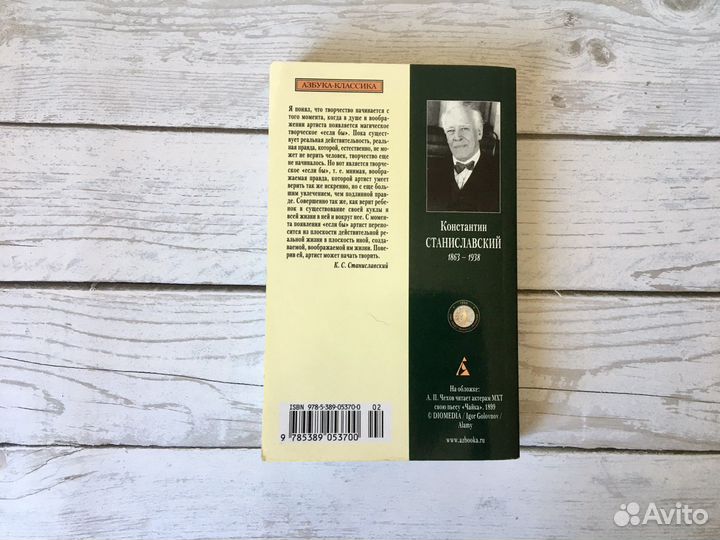 АЗБУКА-КЛАССИКА
Я понял, что творчество начинается с
того момента, когда в душе и вообра-
жении артиста появляется магическое
творческое «если бы». Пока сущест-
вует реальная действительность, реаль-
ная правда, которой, естественно, не мо-
жет не верить человек, творчество еще
не начиналось. Но вот является творче-
ское «если бы», т. е. мнимая, вообра-
жаемая правда, которой артист умеет
верить так же искренно, но с еще боль-
шим увлечением, чем подлинной прав-
де. Совершенно так же, как верит ребе-
нок в существование своей куклы и
всей жизни в ней и вокруг нее. С момен-
та появления «если бы» артист перено-
сится из плоскости действительной ре-
альной жизни в плоскость иной, созда-
ваемой, воображаемой им жизни. Пове-
рив ей, артист может начать творить.
К. С. Станиславский
ISBN 978-5-389-05370-0
02
9 785389 053700
Константин
СТАНИСЛАВСКИЙ
1863 – 1938
На обложке:
А. П. Чехов читает актерам МХТ
свою пьесу «Чайка». 1899
© DIOMEDIA / Igor Golovnov /
Alamy
www.azbooka.ru
Avito